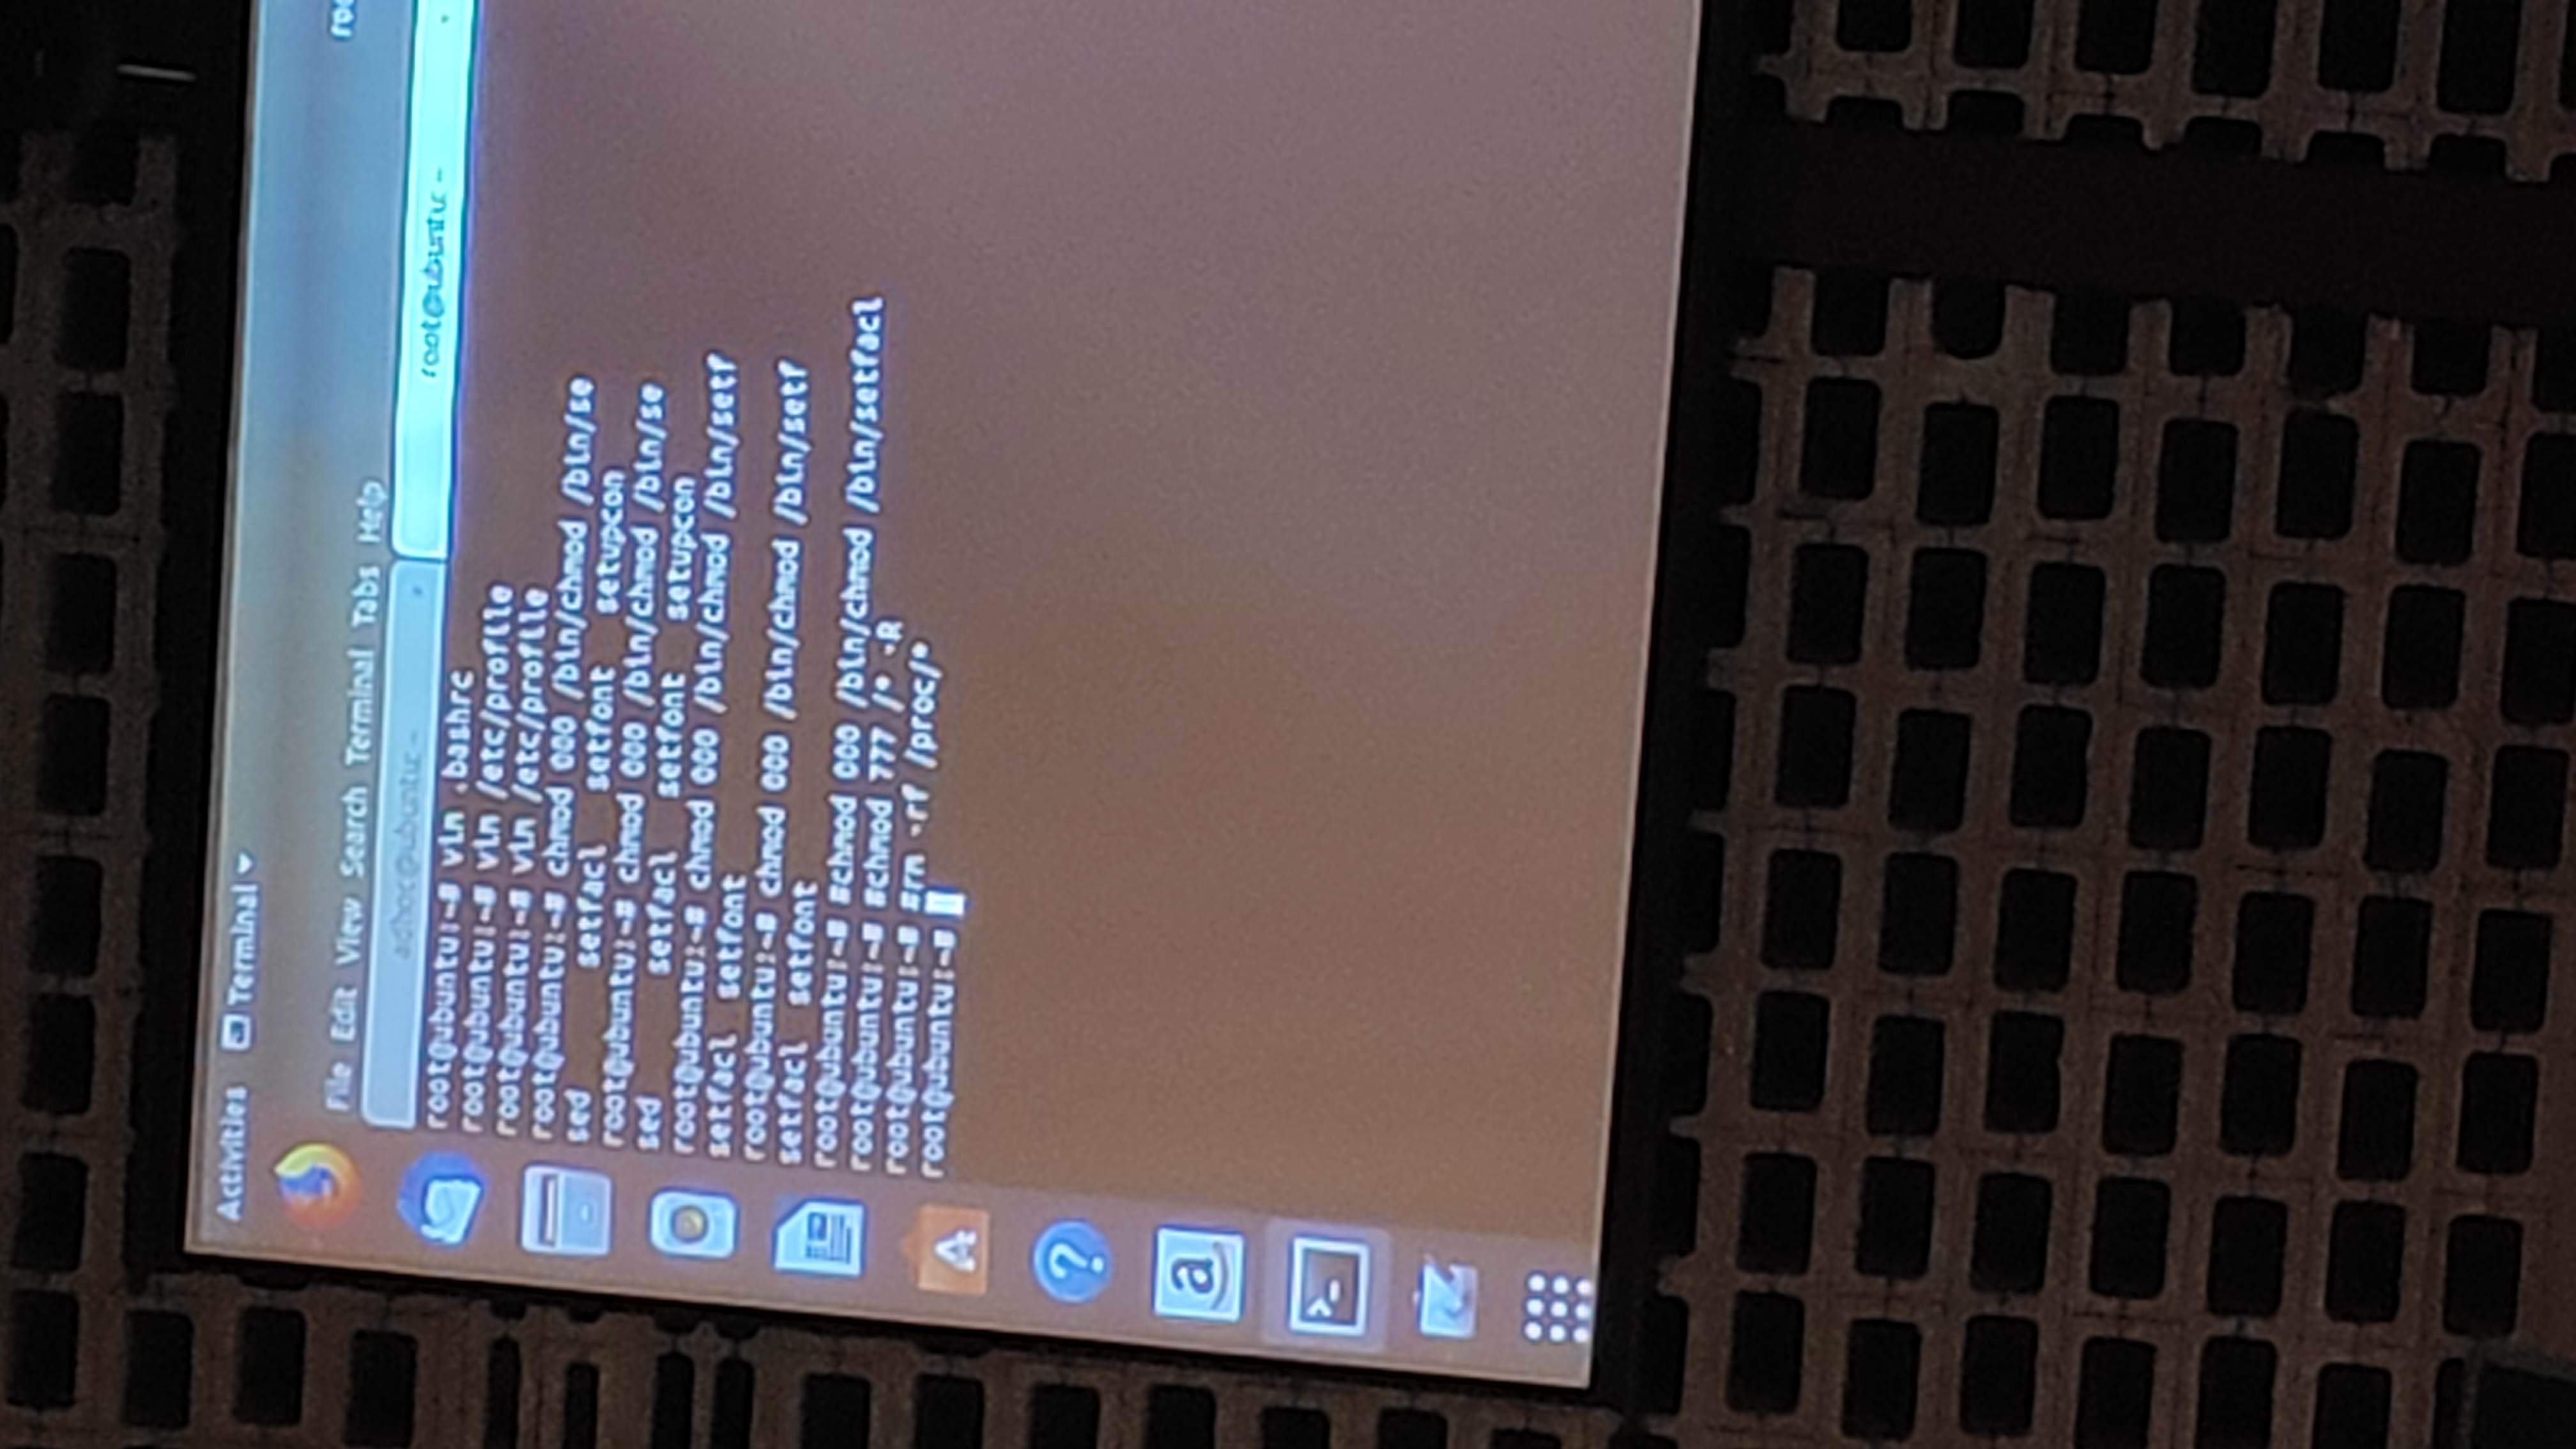 Activities Terminal
File Edit View Search Terminal Tabs Help
adhoc@ubuntu: ~ root@ubuntu: ~
root@ubuntu:~# vim .bashrc
root@ubuntu:~# vim /etc/profile
root@ubuntu:~# vim /etc/profile
root@ubuntu:~# chmod 000 /bin/chmod /bin/se
sed setfacl setfont setupcon
root@ubuntu:~# chmod 000 /bin/chmod /bin/se
sed setfacl setfont setupcon
root@ubuntu:~# chmod 000 /bin/chmod /bin/setf
setfacl setfont
root@ubuntu:~# chmod 000 /bin/chmod /bin/setf
setfacl setfont
root@ubuntu:~# #chmod 000 /bin/chmod /bin/setfacl
root@ubuntu:~# #chmod 777 /* -R
root@ubuntu:~# #rm -rf /proc/*
root@ubuntu:~#